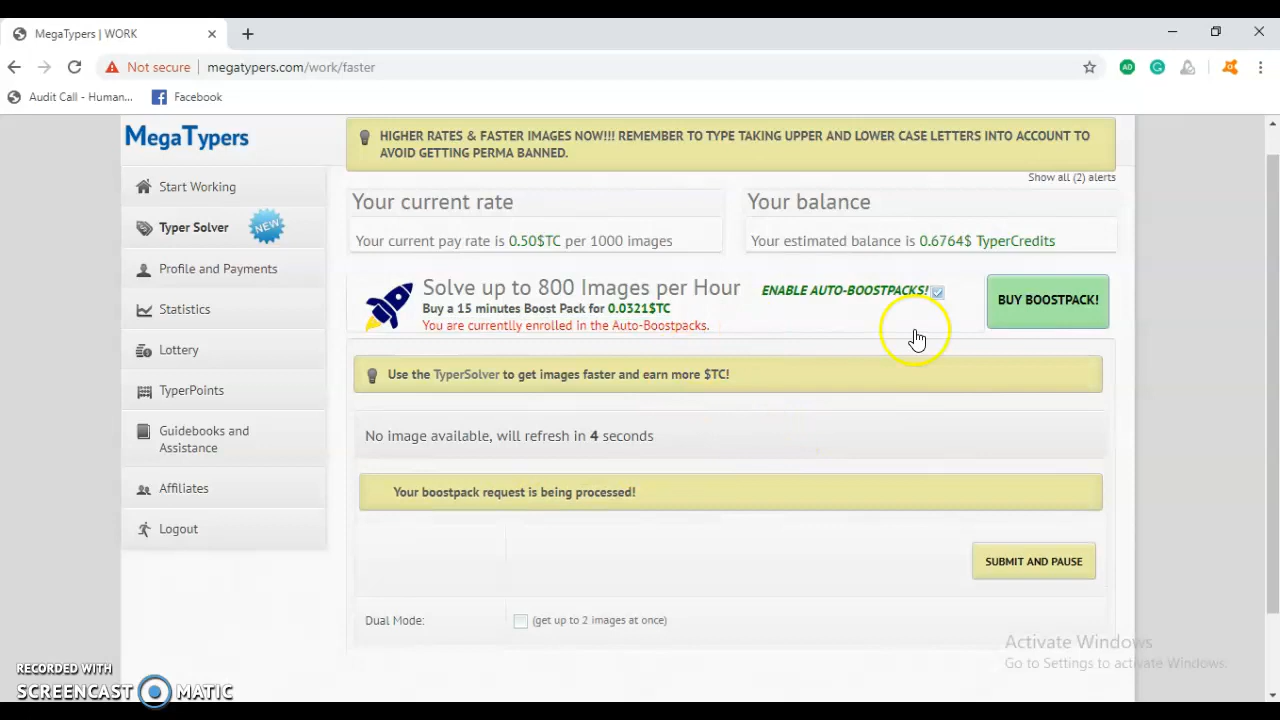 MegaTypers | WORK
Not secure megatypers.com/work/faster
Audit Call - Human... Facebook
MegaTypers
HIGHER RATES & FASTER IMAGES NOW!!! REMEMBER TO TYPE TAKING UPPER AND LOWER CASE LETTERS INTO ACCOUNT TO
AVOID GETTING PERMA BANNED.
Show all (2) alerts
Start Working
Typer Solver NEW
Profile and Payments
Statistics
Lottery
TyperPoints
Guidebooks and
Assistance
Affiliates
Logout
Your current rate
Your current pay rate is 0.50$TC per 1000 images
Your balance
Your estimated balance is 0.6764$ TyperCredits
Solve up to 800 Images per Hour
Buy a 15 minutes Boost Pack for 0.0321$TC
You are currentlly enrolled in the Auto-Boostpacks.
ENABLE AUTO-BOOSTPACKS!
BUY BOOSTPACK!
Use the TyperSolver to get images faster and earn more $TC!
No image available, will refresh in 4 seconds
Your boostpack request is being processed!
SUBMIT AND PAUSE
Dual Mode: (get up to 2 images at once)
Activate Windows
Go to Settings to activate Windows.
RECORDED WITH
SCREENCAST MATIC